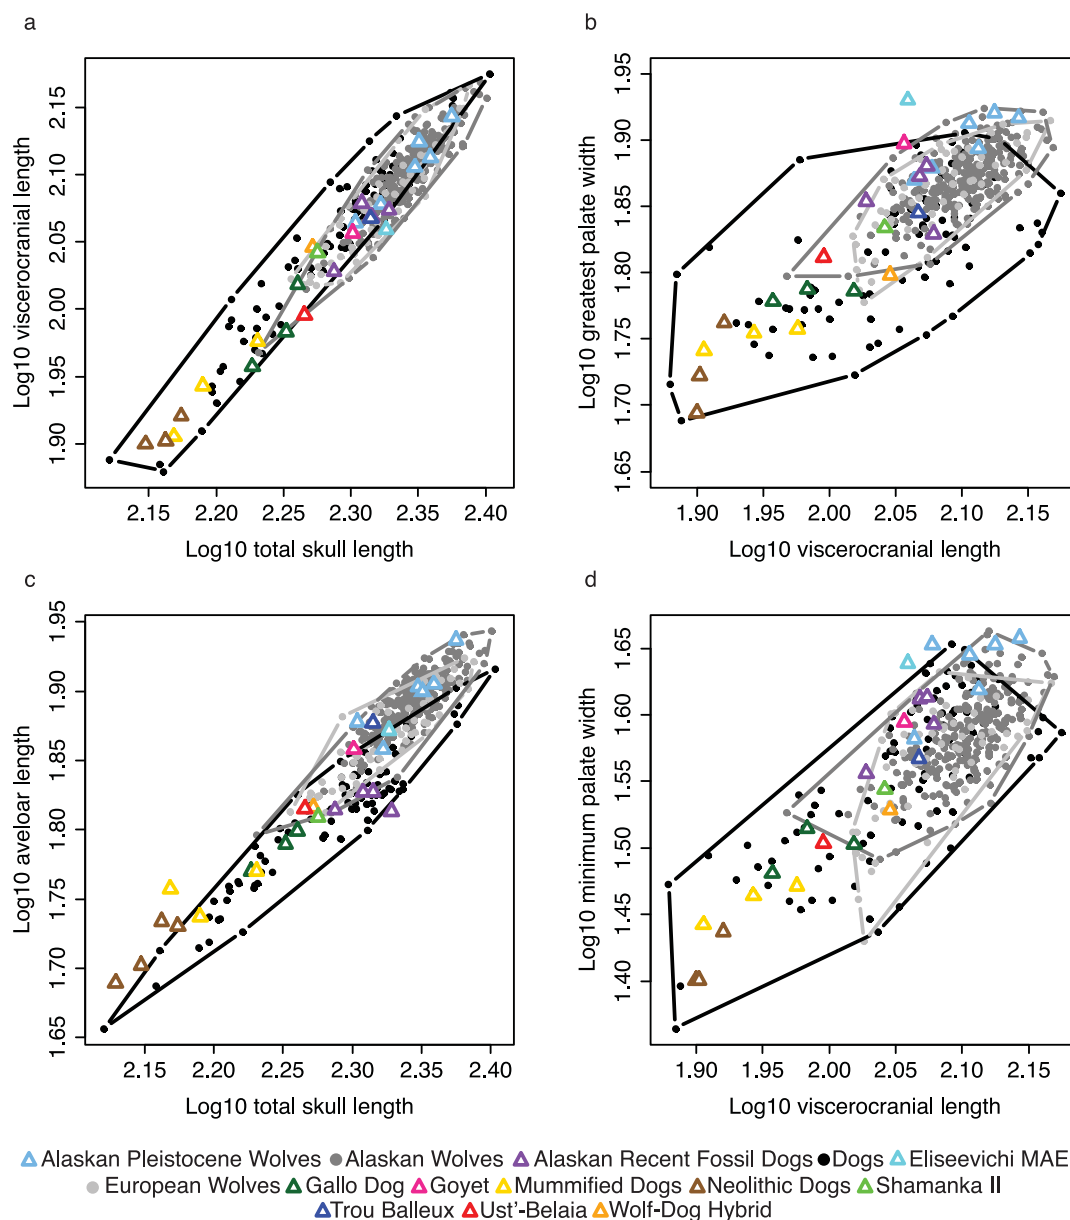 a
b
Log10 viscerocranial length
1.90 1.95 2.00 2.05 2.10 2.15
2.15 2.20 2.25 2.30 2.35 2.40
Log10 total skull length
Log10 greatest palate width
1.65 1.70 1.75 1.80 1.85 1.90 1.95
1.90 1.95 2.00 2.05 2.10 2.15
Log10 viscerocranial length
c
d
Log10 aveloar length
1.65 1.70 1.75 1.80 1.85 1.90 1.95
2.15 2.20 2.25 2.30 2.35 2.40
Log10 total skull length
Log10 minimum palate width
1.40 1.45 1.50 1.55 1.60 1.65
1.90 1.95 2.00 2.05 2.10 2.15
Log10 viscerocranial length
Alaskan Pleistocene Wolves Alaskan Wolves Alaskan Recent Fossil Dogs Dogs Eliseevichi MAE
European Wolves Gallo Dog Goyet Mummified Dogs Neolithic Dogs Shamanka II
Trou Balleux Ust'-Belaia Wolf-Dog Hybrid